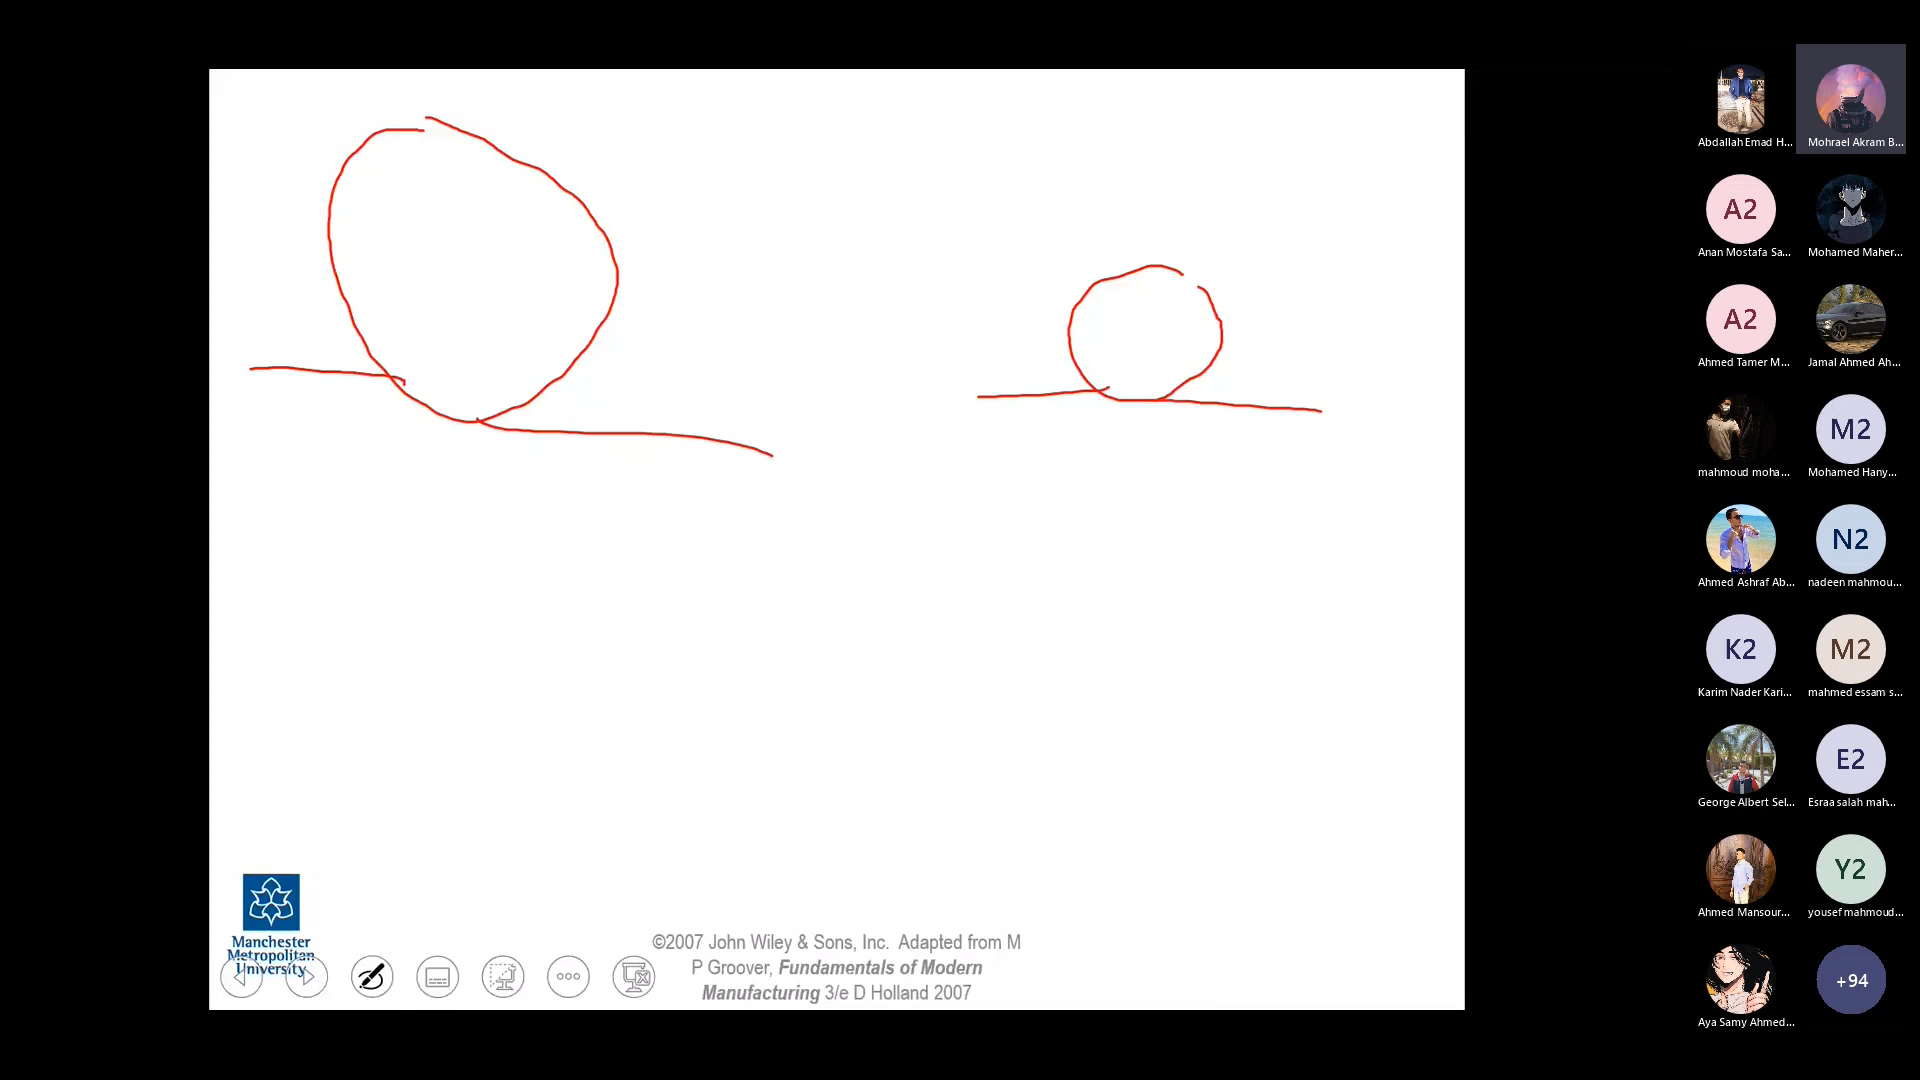 Abdallah Emad H...
Mohrael Akram B...
A2
Anan Mostafa Sa...
Mohamed Maher...
A2
Ahmed Tamer M...
Jamal Ahmed Ah...
mahmoud moha...
M2
Mohamed Hany...
Ahmed Ashraf Ab...
N2
nadeen mahmou...
K2
Karim Nader Kari...
M2
mahmed essam s...
George Albert Sel...
E2
Esraa salah mah...
Ahmed Mansour...
Y2
yousef mahmoud...
Aya Samy Ahmed...
+94
Manchester
Metropolitan
University
©2007 John Wiley & Sons, Inc. Adapted from M
P Groover, Fundamentals of Modern
Manufacturing 3/e D Holland 2007